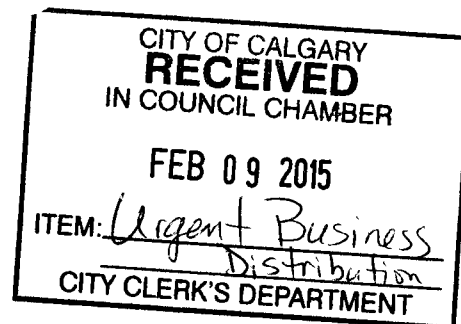 CITY OF CALGARY
RECEIVED
IN COUNCIL CHAMBER
FEB 09 2015
ITEM: Urgent Business
Distribution
CITY CLERK'S DEPARTMENT